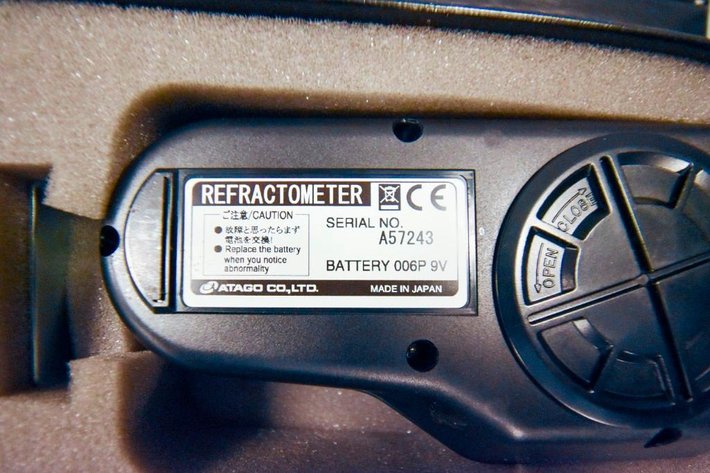 REFRACTOMETER CE
ご注意/CAUTION
● 故障と思ったらまず
電池を交換!
● Replace the battery
when you notice
abnormality
SERIAL NO.
A57243
BATTERY 006P 9V
ATAGO CO.,LTD.
MADE IN JAPAN
CLOSE
OPEN